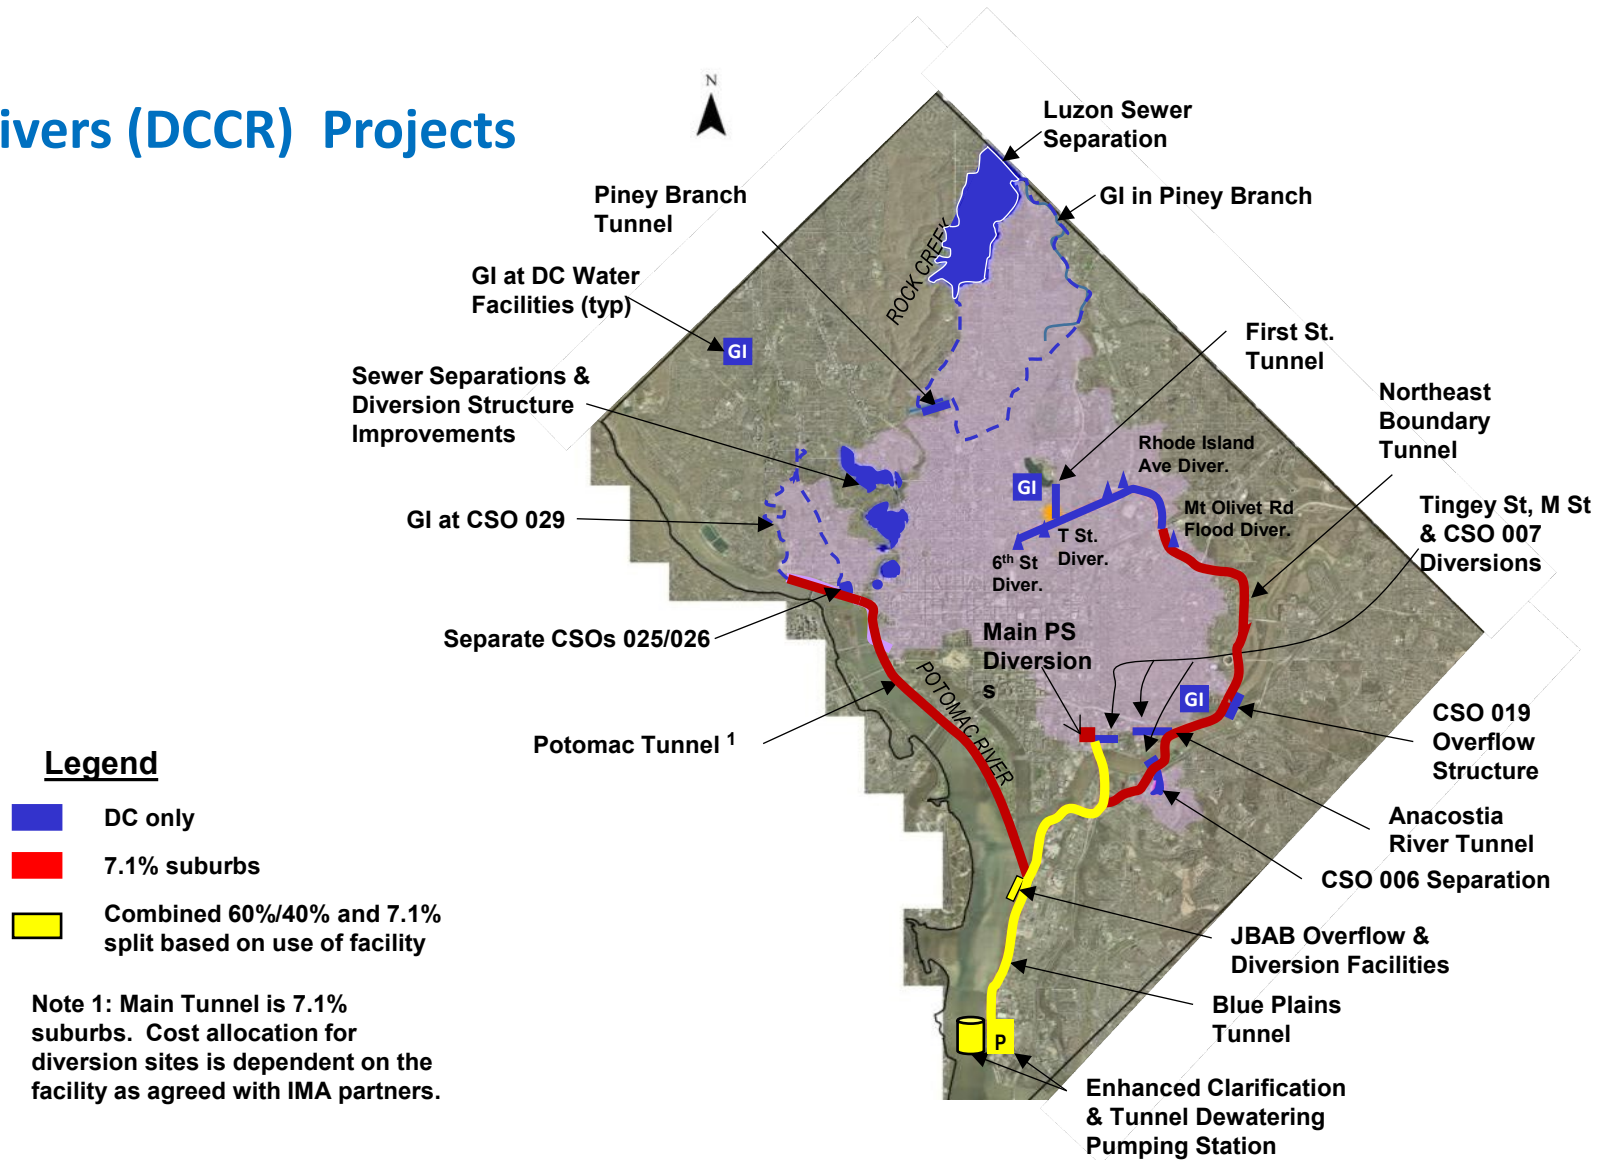 ivers (DCCR) Projects
N
Luzon Sewer
Separation
Piney Branch
Tunnel
GI in Piney Branch
ROCK CREEK
GI at DC Water
Facilities (typ)
GI
First St.
Tunnel
Sewer Separations &
Diversion Structure
Improvements
Northeast
Boundary
Tunnel
Rhode Island
Ave Diver.
GI
Mt Olivet Rd
Flood Diver.
Tingey St, M St
& CSO 007
Diversions
GI at CSO 029
T St.
Diver.
6th St
Diver.
Separate CSOs 025/026
Main PS
Diversion
s
POTOMAC RIVER
GI
Potomac Tunnel 1
CSO 019
Overflow
Structure
Legend
DC only
7.1% suburbs
Combined 60%/40% and 7.1%
split based on use of facility
Anacostia
River Tunnel
CSO 006 Separation
JBAB Overflow &
Diversion Facilities
Note 1: Main Tunnel is 7.1%
suburbs. Cost allocation for
diversion sites is dependent on the
facility as agreed with IMA partners.
Blue Plains
Tunnel
P
Enhanced Clarification
& Tunnel Dewatering
Pumping Station